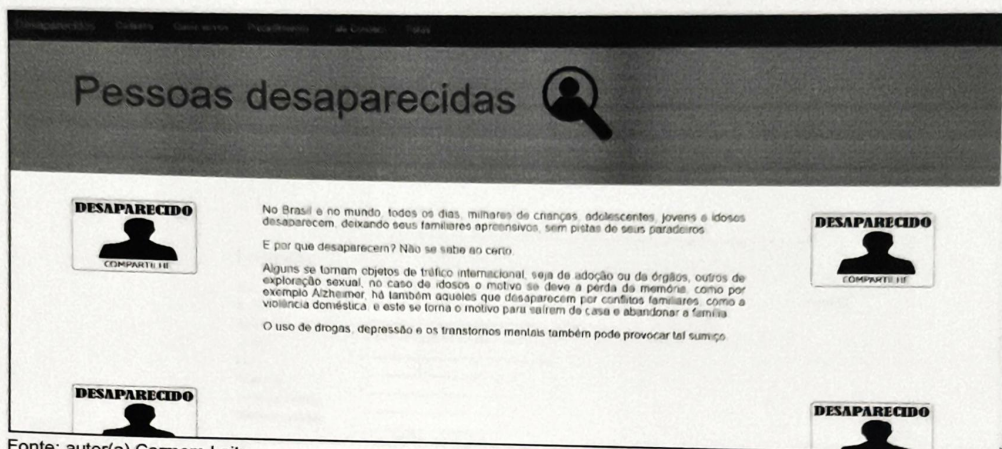 Desaparecidos
Pessoas desaparecidas
DESAPARECIDO
COMPARTILHE
No Brasil e no mundo, todos os dias, milhares de crianças, adolescentes, jovens e idosos
desaparecem, deixando seus familiares apreensivos, sem pistas de seus paradeiros.
E por que desaparecem? Não se sabe ao certo.
Alguns se tornam objetos de tráfico internacional, seja de adoção ou de órgãos, outros de
exploração sexual, no caso de idosos o motivo se deve a perda da memória, como por
exemplo Alzheimer, há também aqueles que desaparecem por conflitos familiares, como a
violência doméstica, e este se torna o motivo para saírem de casa e abandonar a família.
O uso de drogas, depressão e os transtornos mentais também pode provocar tal sumiço.
DESAPARECIDO
COMPARTILHE
DESAPARECIDO
DESAPARECIDO
Fonte: autor(a)